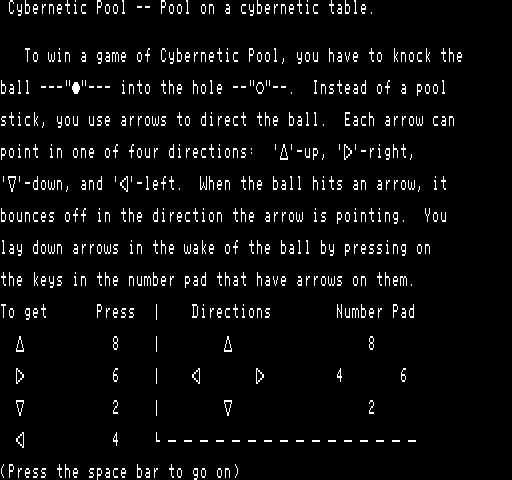 Cybernetic Pool -- Pool on a cybernetic table.
To win a game of Cybernetic Pool, you have to knock the
ball ---"●"--- into the hole --"○"--.  Instead of a pool
stick, you use arrows to direct the ball.  Each arrow can
point in one of four directions:  '△'-up, '▷'-right,
'▽'-down, and '◁'-left.  When the ball hits an arrow, it
bounces off in the direction the arrow is pointing.  You
lay down arrows in the wake of the ball by pressing on
the keys in the number pad that have arrows on them.
To get      Press  |    Directions        Number Pad
△           8    |        △                 8
▷           6    |    ◁       ▷         4       6
▽           2    |        ▽                 2
◁           4    └ – – – – – – – – – – – – – – – –
(Press the space bar to go on)